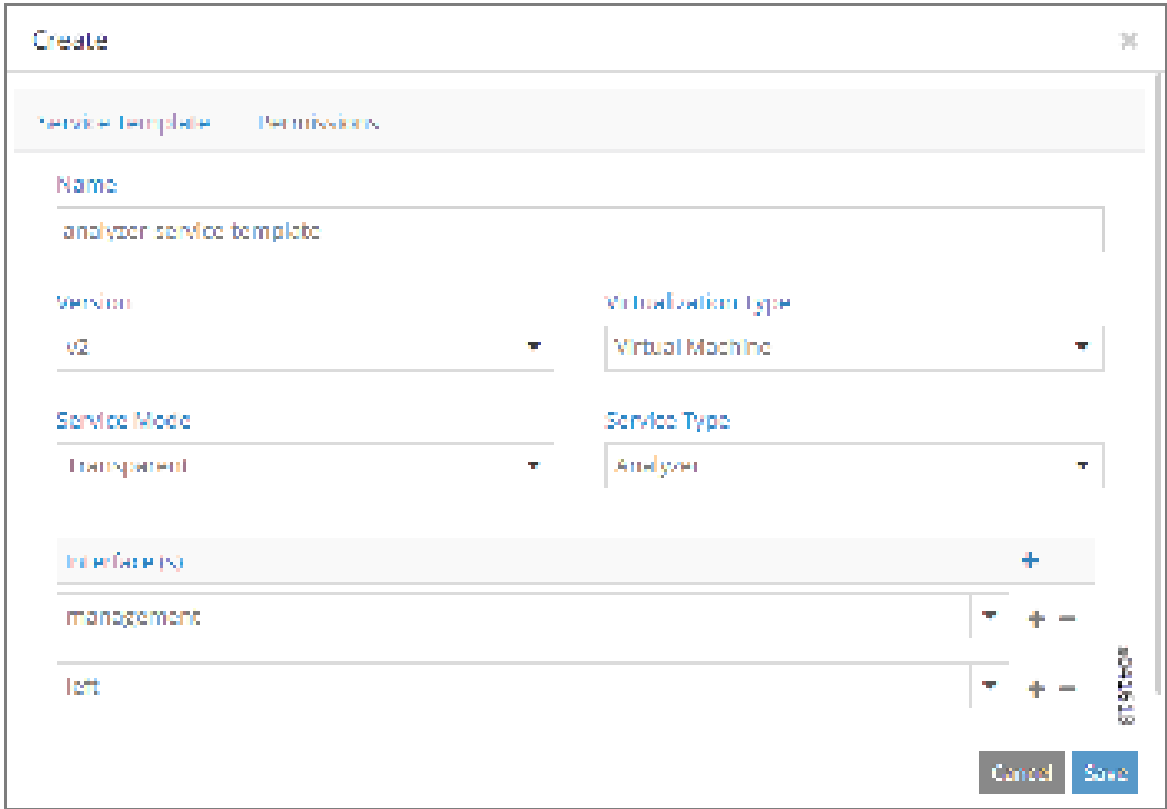 Create
Service Template Permissions
Name
analyzer-service-template
Version Virtualization Type
v2 Virtual Machine
Service Mode Service Type
Transparent Analyzer
Interface (s)
management
left
Cancel Save